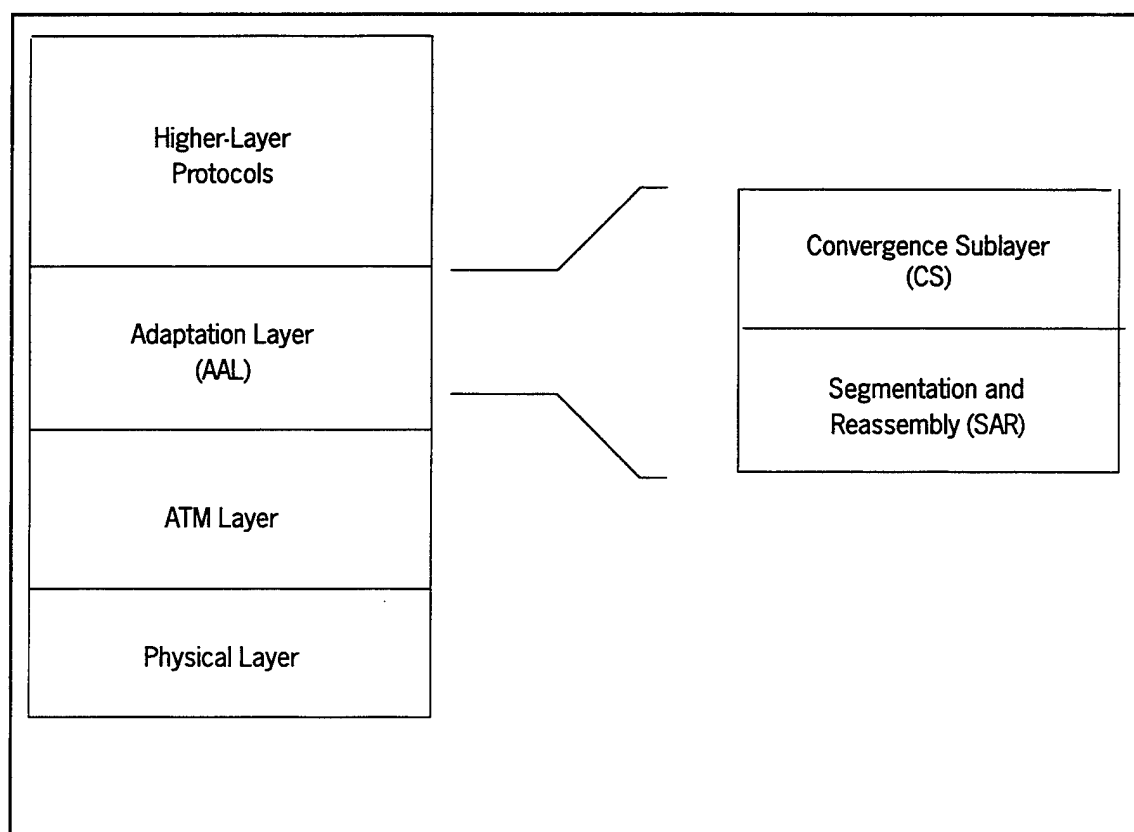 Higher-Layer
Protocols
Adaptation Layer
(AAL)
ATM Layer
Physical Layer
Convergence Sublayer
(CS)
Segmentation and
Reassembly (SAR)